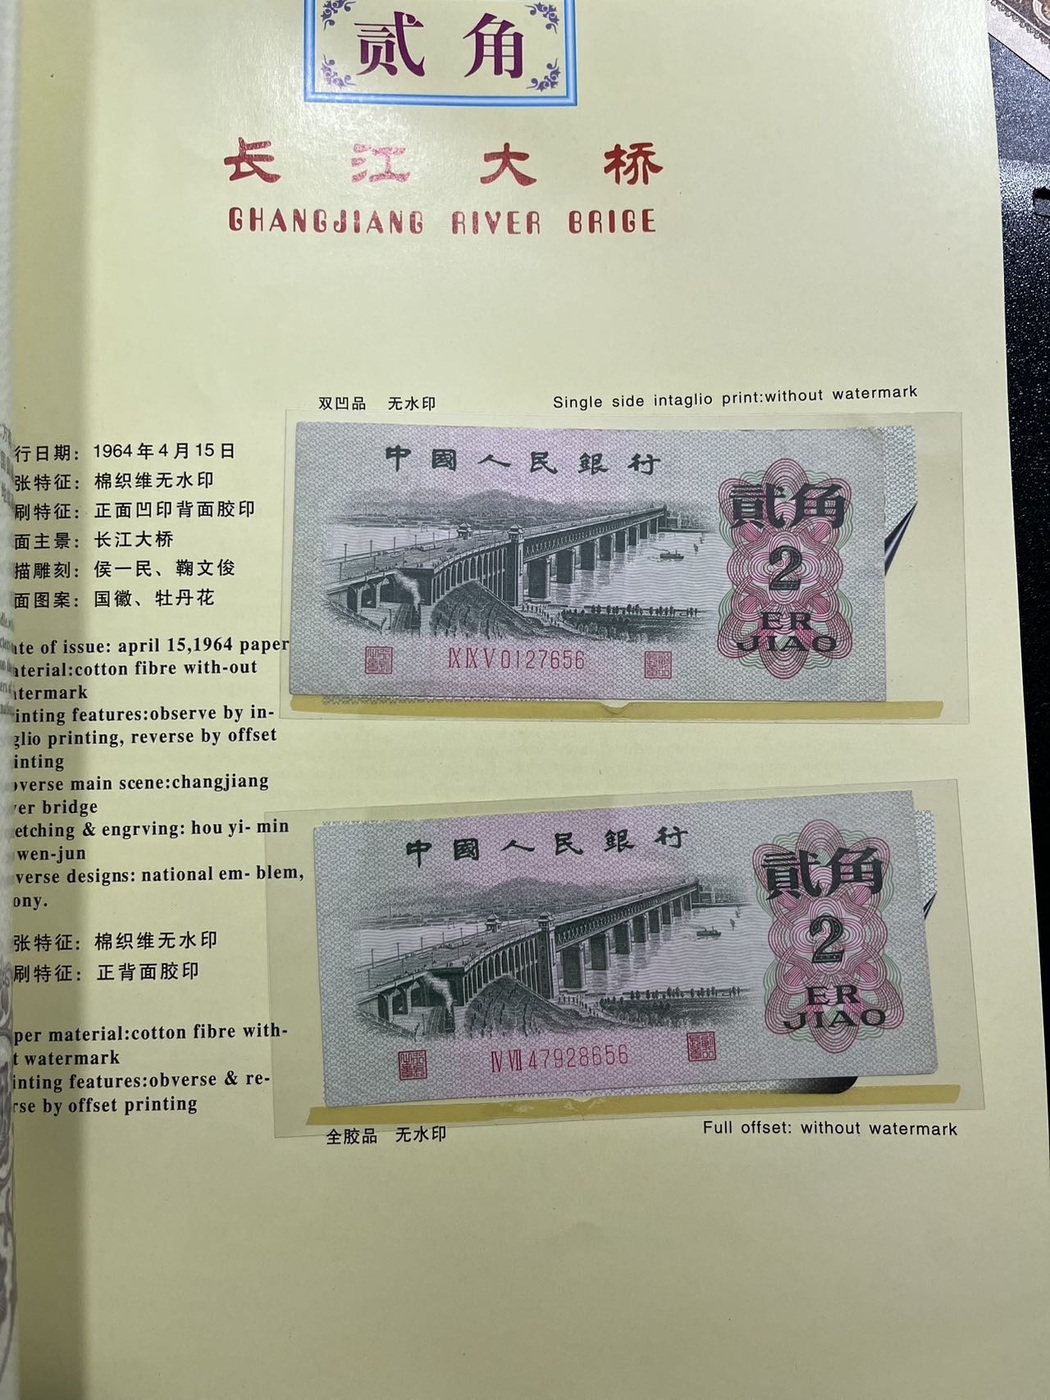 贰 角
长 江 大 桥
CHANGJIANG RIVER BRIGE
双凹品 无水印
Single side intaglio print:without watermark
中國人民銀行
貳角
2
ER
JIAO
IX IX V 0127656
行日期: 1964年4月15日
张特征: 棉织维无水印
刷特征: 正面凹印背面胶印
面主景: 长江大桥
描雕刻: 侯一民、鞠文俊
面图案: 国徽、牡丹花
ate of issue: april 15,1964 paper
aterial:cotton fibre with-out
atermark
inting features:observe by in-
glio printing, reverse by offset
inting
overse main scene:changjiang
ver bridge
etching & engrving: hou yi- min
wen-jun
verse designs: national em- blem,
ony.
张特征: 棉织维无水印
刷特征: 正背面胶印
per material:cotton fibre with-
t watermark
inting features:obverse & re-
rse by offset printing
中國人民銀行
貳角
2
ER
JIAO
IV VII 47928656
全胶品 无水印
Full offset: without watermark